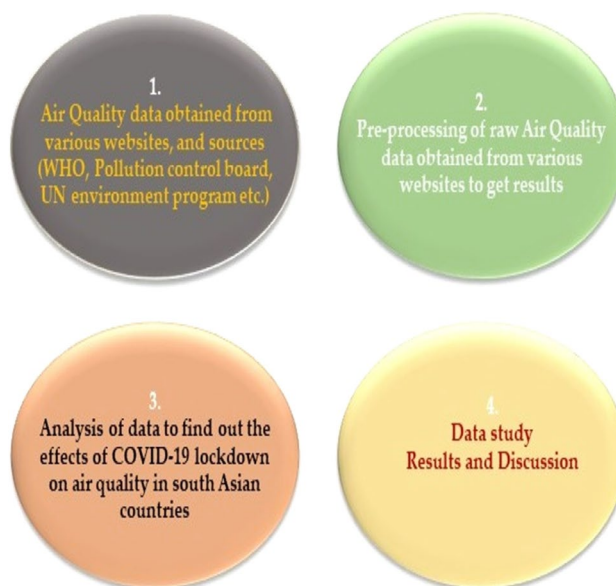 1.
Air Quality data obtained from
various websites, and sources
(WHO, Pollution control board,
UN environment program etc.)
2.
Pre-processing of raw Air Quality
data obtained from various
websites to get results
3.
Analysis of data to find out the
effects of COVID-19 lockdown
on air quality in south Asian
countries
4.
Data study
Results and Discussion